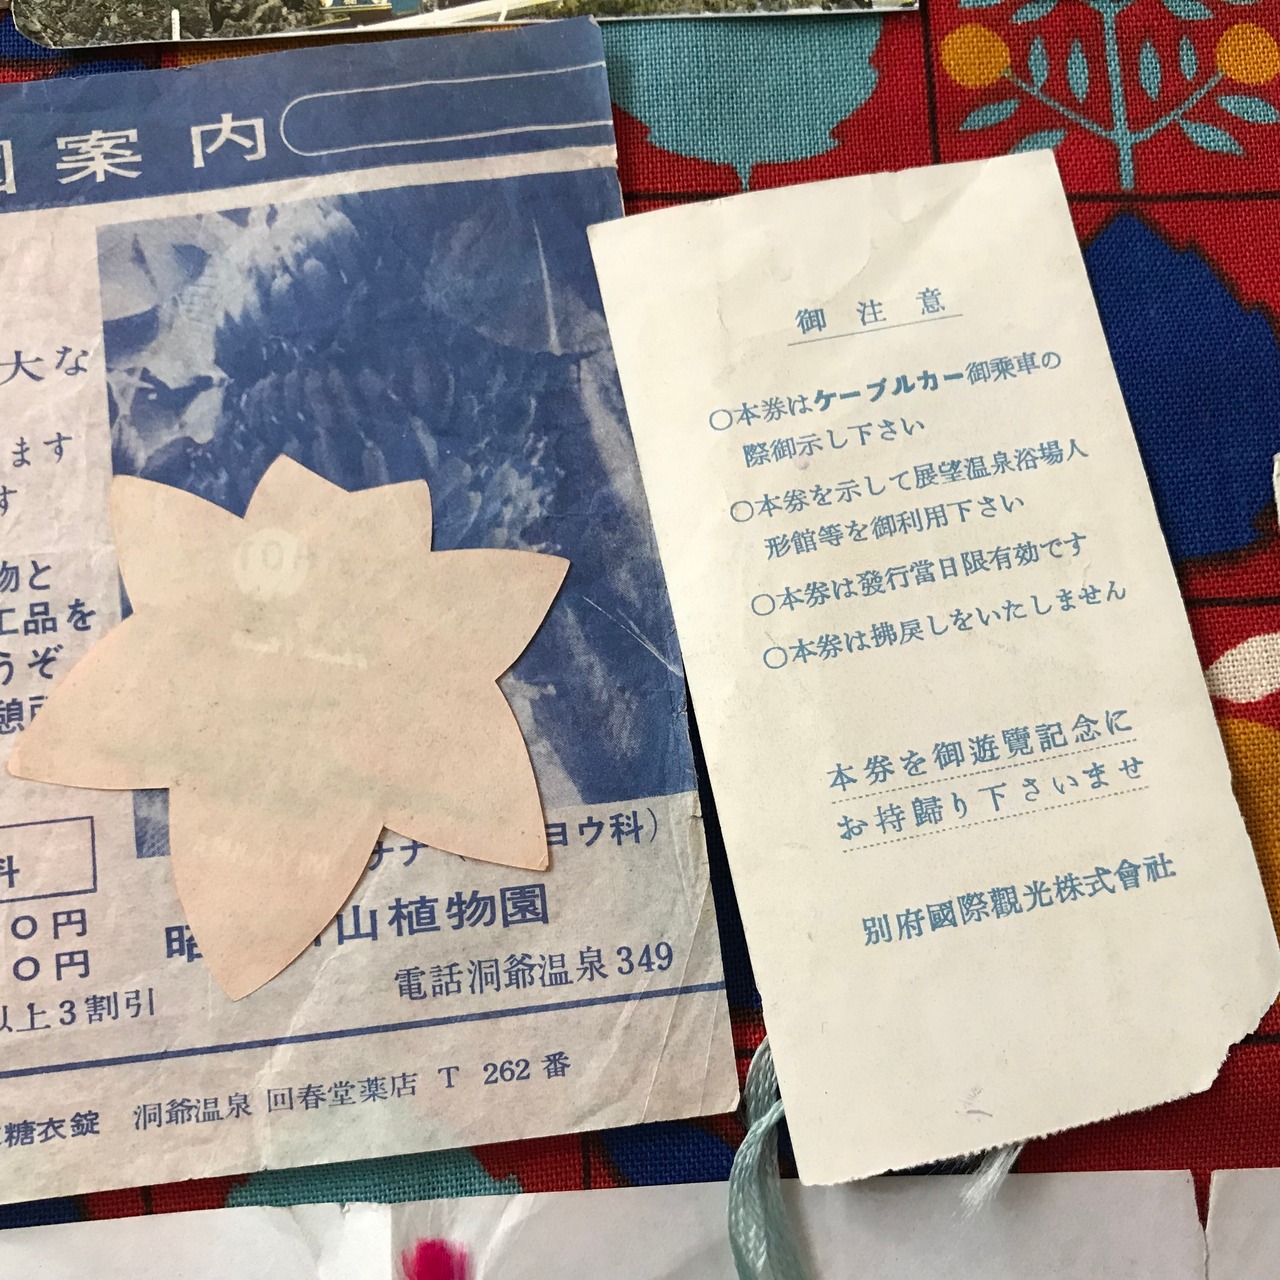 案内
大な
ます
す
物と
工品を
うぞ
料
0円
0円
以上3割引
ナナ
ョウ科)
山植物園
電話洞爺温泉349
糖衣錠 洞爺温泉 回春堂薬店 T 262 番
御注意
○本券はケーブルカー御乗車の
際御示し下さい
○本券を示して展望温泉浴場人
形館等を御利用下さい
○本券は發行當日限有効です
○本券は拂戻しをいたしません
本券を御遊覽記念に
お持歸り下さいませ
別府國際觀光株式會社